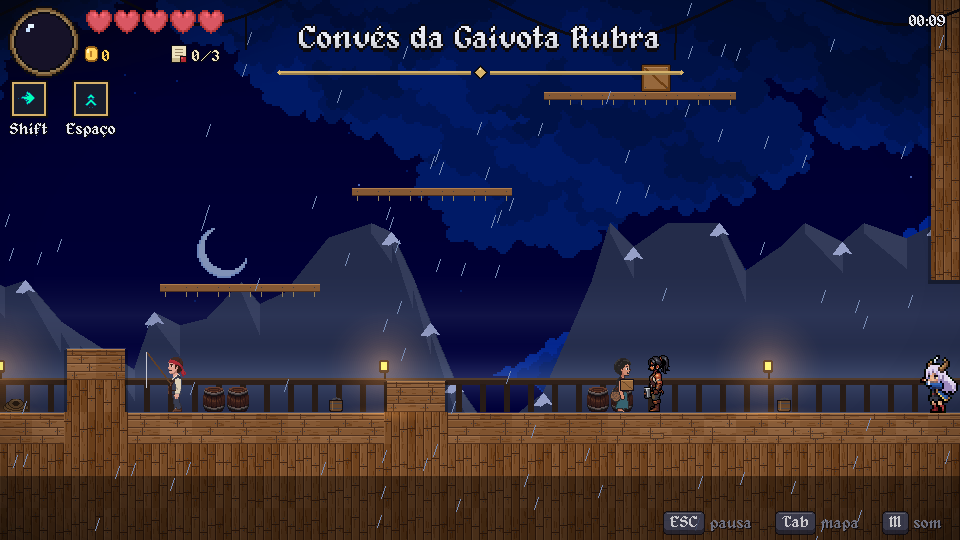 Convés da Gaivota Rubra
00:09
0
0/3
Shift
Espaço
ESC pausa
Tab mapa
M som